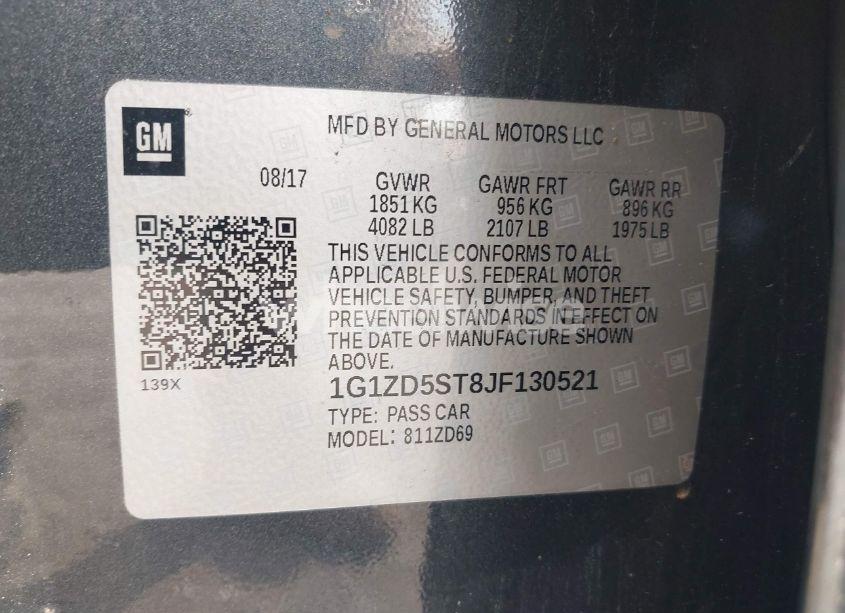 GM
MFD BY GENERAL MOTORS LLC
08/17
GVWR GAWR FRT GAWR RR
1851 KG 956 KG 896 KG
4082 LB 2107 LB 1975 LB
THIS VEHICLE CONFORMS TO ALL
APPLICABLE U.S. FEDERAL MOTOR
VEHICLE SAFETY, BUMPER, AND THEFT
PREVENTION STANDARDS IN EFFECT ON
THE DATE OF MANUFACTURE SHOWN
ABOVE.
139X
1G1ZD5ST8JF130521
TYPE: PASS CAR
MODEL: 811ZD69